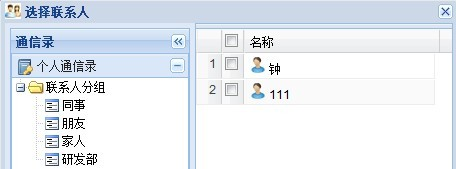 选择联系人
通信录
个人通信录
联系人分组
同事
朋友
家人
研发部
名称
1 钟
2 111